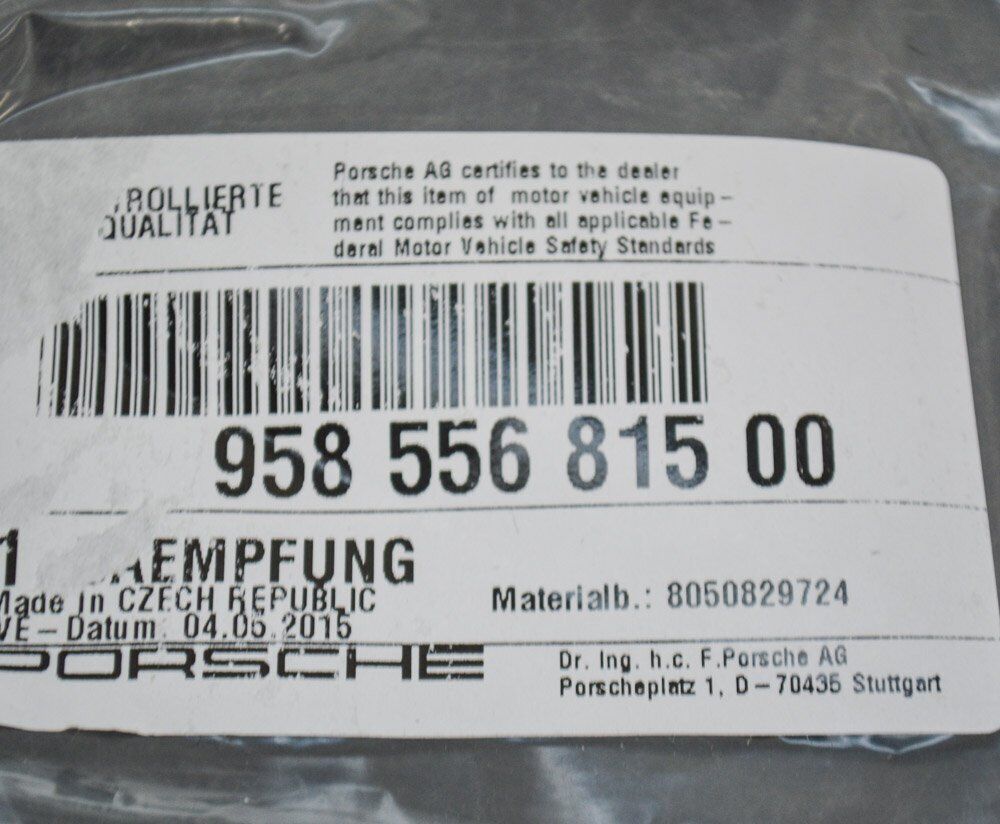 ROLLIERTE
QUALITÄT
Porsche AG certifies to the dealer
that this item of motor vehicle equip-
ment complies with all applicable Fe-
deral Motor Vehicle Safety Standards
958 556 815 00
1 AEMPFUNG
Made in CZECH REPUBLIC
VE-Datum 04.05.2015
Materialb.: 8050829724
PORSCHE
Dr. Ing. h.c. F.Porsche AG
Porscheplatz 1, D-70435 Stuttgart